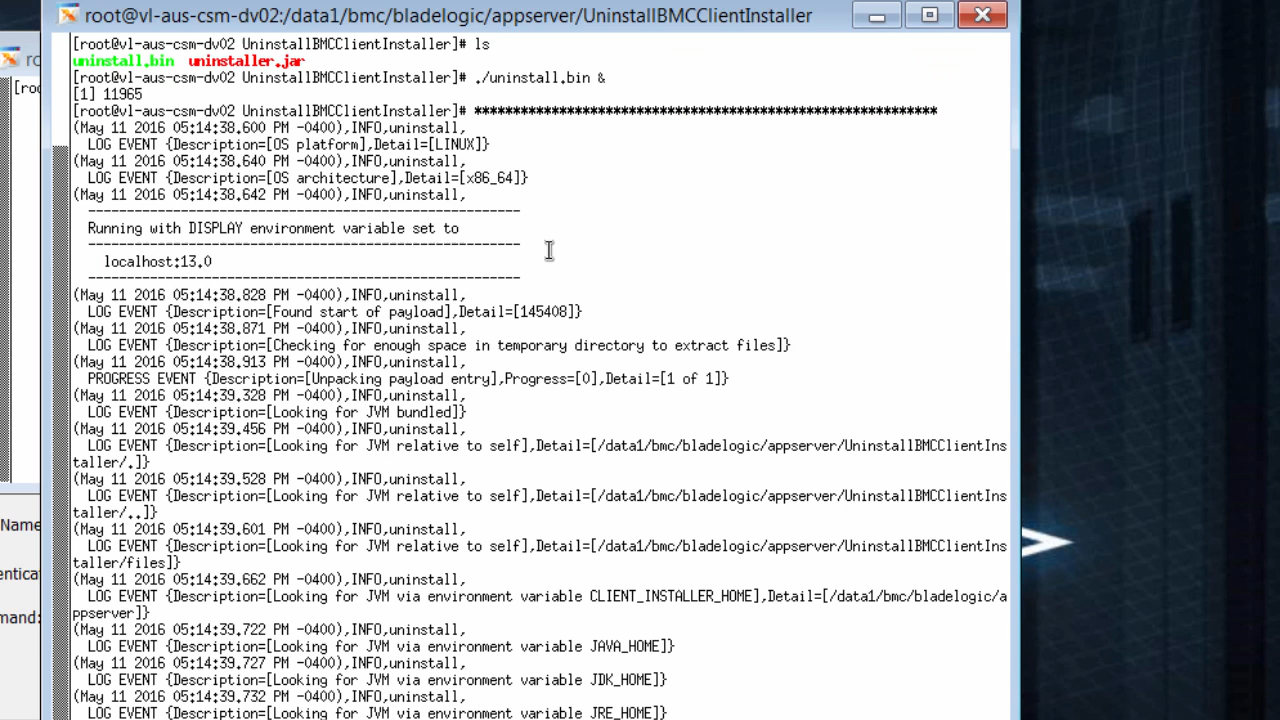 root@vl-aus-csm-dv02:/data1/bmc/bladelogic/appserver/UninstallBMCClientInstaller
[root@vl-aus-csm-dv02 UninstallBMCClientInstaller]# ls
uninstall.bin uninstaller.jar
[root@vl-aus-csm-dv02 UninstallBMCClientInstaller]# ./uninstall.bin &
[1] 11965
[root@vl-aus-csm-dv02 UninstallBMCClientInstaller]# ************************************************************
(May 11 2016 05:14:38.600 PM -0400),INFO,uninstall,
LOG EVENT {Description=[OS platform],Detail=[LINUX]}
(May 11 2016 05:14:38.640 PM -0400),INFO,uninstall,
LOG EVENT {Description=[OS architecture],Detail=[x86_64]}
(May 11 2016 05:14:38.642 PM -0400),INFO,uninstall,
--------------------------------------------------------
Running with DISPLAY environment variable set to
--------------------------------------------------------
localhost:13.0
--------------------------------------------------------
(May 11 2016 05:14:38.828 PM -0400),INFO,uninstall,
LOG EVENT {Description=[Found start of payload],Detail=[145408]}
(May 11 2016 05:14:38.871 PM -0400),INFO,uninstall,
LOG EVENT {Description=[Checking for enough space in temporary directory to extract files]}
(May 11 2016 05:14:38.913 PM -0400),INFO,uninstall,
PROGRESS EVENT {Description=[Unpacking payload entry],Progress=[0],Detail=[1 of 1]}
(May 11 2016 05:14:39.328 PM -0400),INFO,uninstall,
LOG EVENT {Description=[Looking for JVM bundled]}
(May 11 2016 05:14:39.456 PM -0400),INFO,uninstall,
LOG EVENT {Description=[Looking for JVM relative to self],Detail=[/data1/bmc/bladelogic/appserver/UninstallBMCClientIns
taller/.]}
(May 11 2016 05:14:39.528 PM -0400),INFO,uninstall,
LOG EVENT {Description=[Looking for JVM relative to self],Detail=[/data1/bmc/bladelogic/appserver/UninstallBMCClientIns
taller/..]}
(May 11 2016 05:14:39.601 PM -0400),INFO,uninstall,
LOG EVENT {Description=[Looking for JVM relative to self],Detail=[/data1/bmc/bladelogic/appserver/UninstallBMCClientIns
taller/files]}
(May 11 2016 05:14:39.662 PM -0400),INFO,uninstall,
LOG EVENT {Description=[Looking for JVM via environment variable CLIENT_INSTALLER_HOME],Detail=[/data1/bmc/bladelogic/a
ppserver]}
(May 11 2016 05:14:39.722 PM -0400),INFO,uninstall,
LOG EVENT {Description=[Looking for JVM via environment variable JAVA_HOME]}
(May 11 2016 05:14:39.727 PM -0400),INFO,uninstall,
LOG EVENT {Description=[Looking for JVM via environment variable JDK_HOME]}
(May 11 2016 05:14:39.732 PM -0400),INFO,uninstall,
LOG EVENT {Description=[Looking for JVM via environment variable JRE_HOME]}
ro
[roo
Name
enticat
mand: